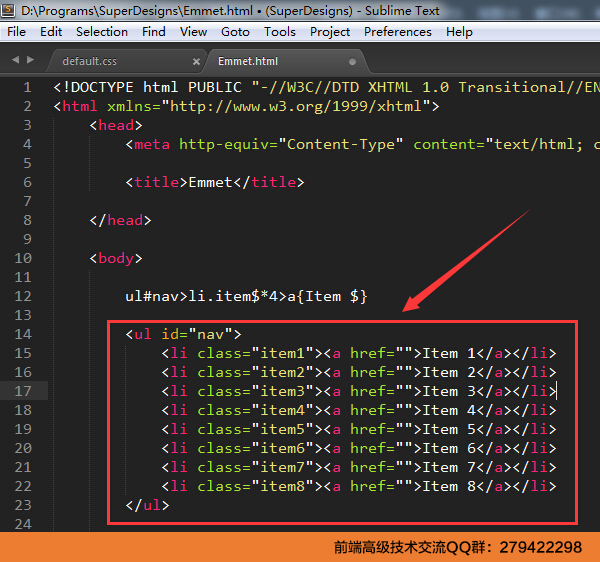 D:\Programs\SuperDesigns\Emmet.html • (SuperDesigns) - Sublime Text
File Edit Selection Find View Goto Tools Project Preferences Help
default.css × Emmet.html
1 <!DOCTYPE html PUBLIC "-//W3C//DTD XHTML 1.0 Transitional//EN
2 <html xmlns="http://www.w3.org/1999/xhtml">
3 <head>
4 <meta http-equiv="Content-Type" content="text/html; c
5
6 <title>Emmet</title>
7
8 </head>
9
10 <body>
11
12 ul#nav>li.item$*4>a{Item $}
13
14 <ul id="nav">
15 <li class="item1"><a href="">Item 1</a></li>
16 <li class="item2"><a href="">Item 2</a></li>
17 <li class="item3"><a href="">Item 3</a></li>
18 <li class="item4"><a href="">Item 4</a></li>
19 <li class="item5"><a href="">Item 5</a></li>
20 <li class="item6"><a href="">Item 6</a></li>
21 <li class="item7"><a href="">Item 7</a></li>
22 <li class="item8"><a href="">Item 8</a></li>
23 </ul>
24
前端高级技术交流QQ群：279422298